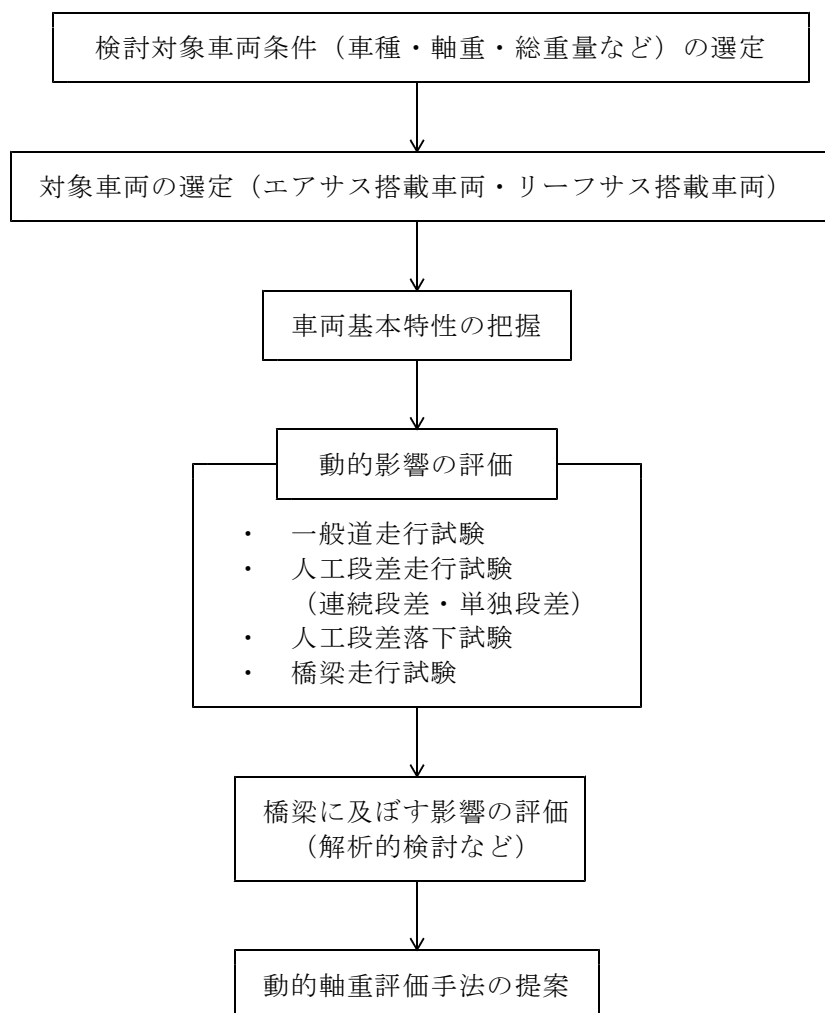 検討対象車両条件（車種・軸重・総重量など）の選定
対象車両の選定（エアサス搭載車両・リーフサス搭載車両）
車両基本特性の把握
動的影響の評価
・ 一般道走行試験
・ 人工段差走行試験
（連続段差・単独段差）
・ 人工段差落下試験
・ 橋梁走行試験
橋梁に及ぼす影響の評価
（解析的検討など）
動的軸重評価手法の提案